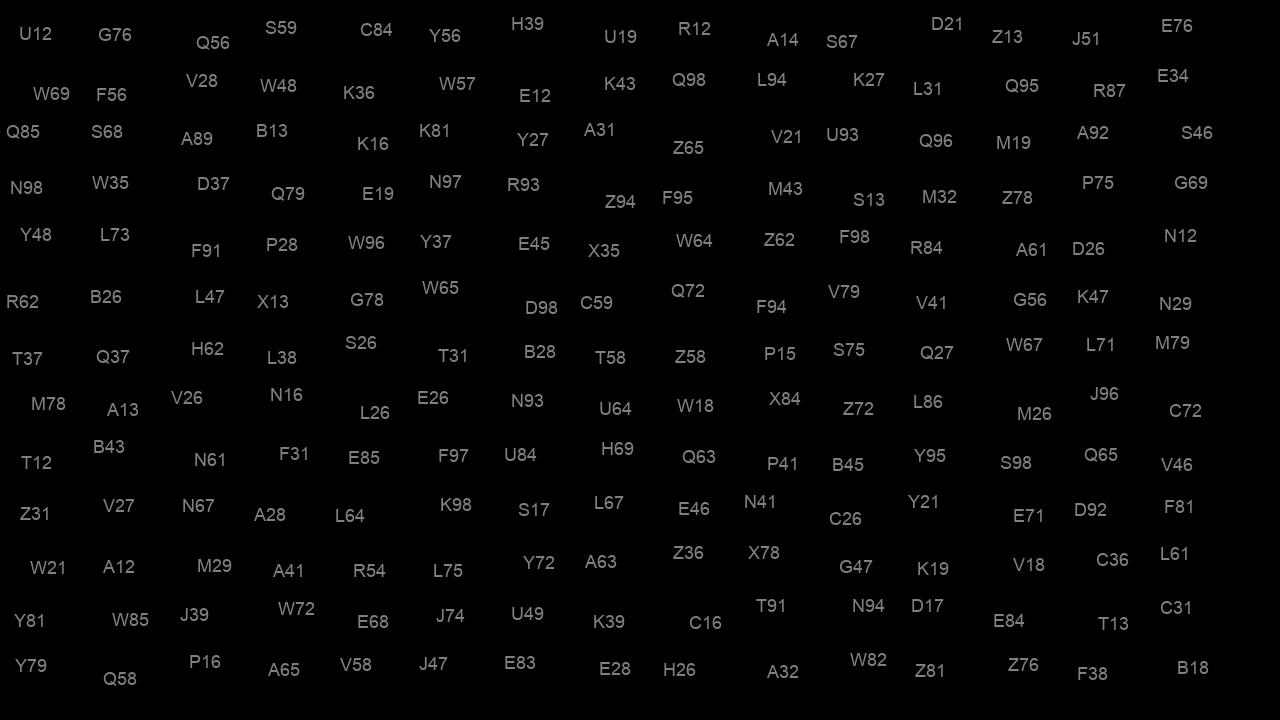 U12 G76 Q56 S59 C84 Y56 H39 U19 R12 A14 S67 D21 Z13 J51 E76
W69 F56 V28 W48 K36 W57 E12 K43 Q98 L94 K27 L31 Q95 R87 E34
Q85 S68 A89 B13 K16 K81 Y27 A31 Z65 V21 U93 Q96 M19 A92 S46
N98 W35 D37 Q79 E19 N97 R93 Z94 F95 M43 S13 M32 Z78 P75 G69
Y48 L73 F91 P28 W96 Y37 E45 X35 W64 Z62 F98 R84 A61 D26 N12
R62 B26 L47 X13 G78 W65 D98 C59 Q72 F94 V79 V41 G56 K47 N29
T37 Q37 H62 L38 S26 T31 B28 T58 Z58 P15 S75 Q27 W67 L71 M79
M78 A13 V26 N16 L26 E26 N93 U64 W18 X84 Z72 L86 M26 J96 C72
T12 B43 N61 F31 E85 F97 U84 H69 Q63 P41 B45 Y95 S98 Q65 V46
Z31 V27 N67 A28 L64 K98 S17 L67 E46 N41 C26 Y21 E71 D92 F81
W21 A12 M29 A41 R54 L75 Y72 A63 Z36 X78 G47 K19 V18 C36 L61
Y81 W85 J39 W72 E68 J74 U49 K39 C16 T91 N94 D17 E84 T13 C31
Y79 Q58 P16 A65 V58 J47 E83 E28 H26 A32 W82 Z81 Z76 F38 B18